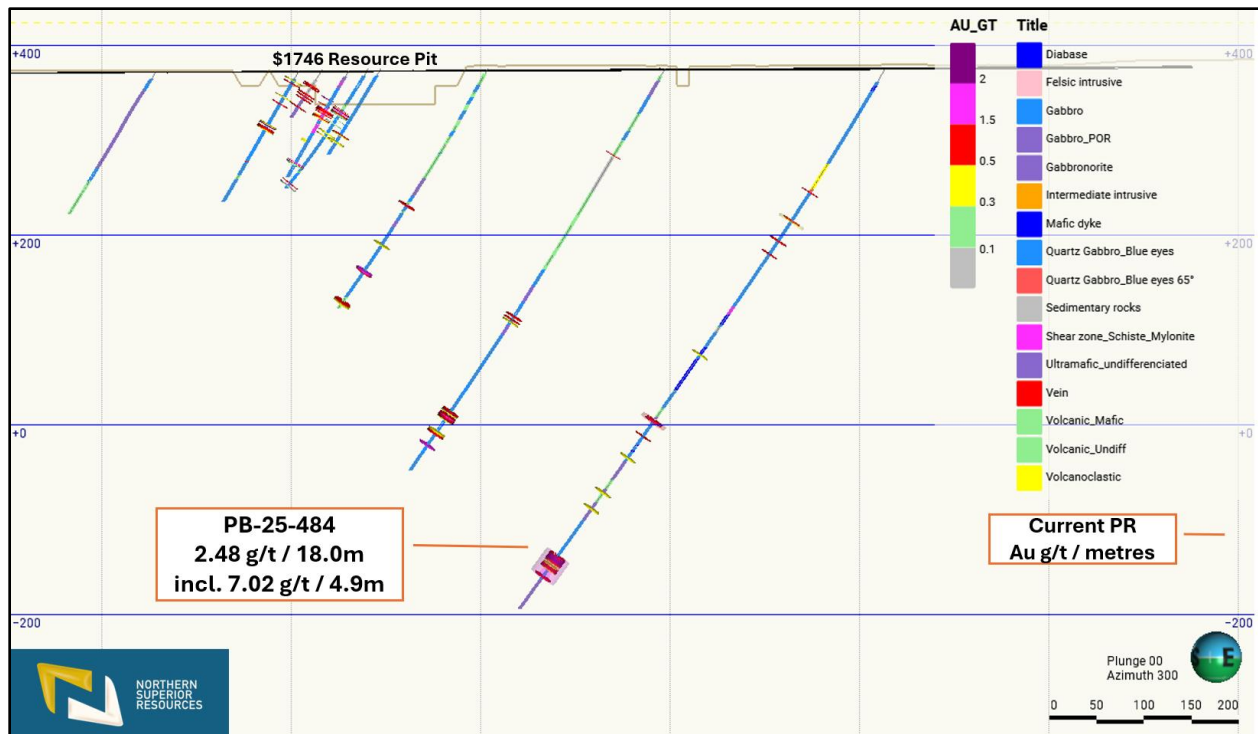 +400
$1746 Resource Pit
+200
+0
-200
PB-25-484
2.48 g/t / 18.0m
incl. 7.02 g/t / 4.9m
AU_GT
2
1.5
0.5
0.3
0.1
Title
Diabase
Felsic intrusive
Gabbro
Gabbro_POR
Gabbronorite
Intermediate intrusive
Mafic dyke
Quartz Gabbro_Blue eyes
Quartz Gabbro_Blue eyes 65°
Sedimentary rocks
Shear zone_Schiste_Mylonite
Ultramafic_undifferenciated
Vein
Volcanic_Mafic
Volcanic_Undiff
Volcanoclastic
+400
+200
+0
-200
Current PR
Au g/t / metres
NORTHERN
SUPERIOR
RESOURCES
Plunge 00
Azimuth 300
S E
0 50 100 150 200